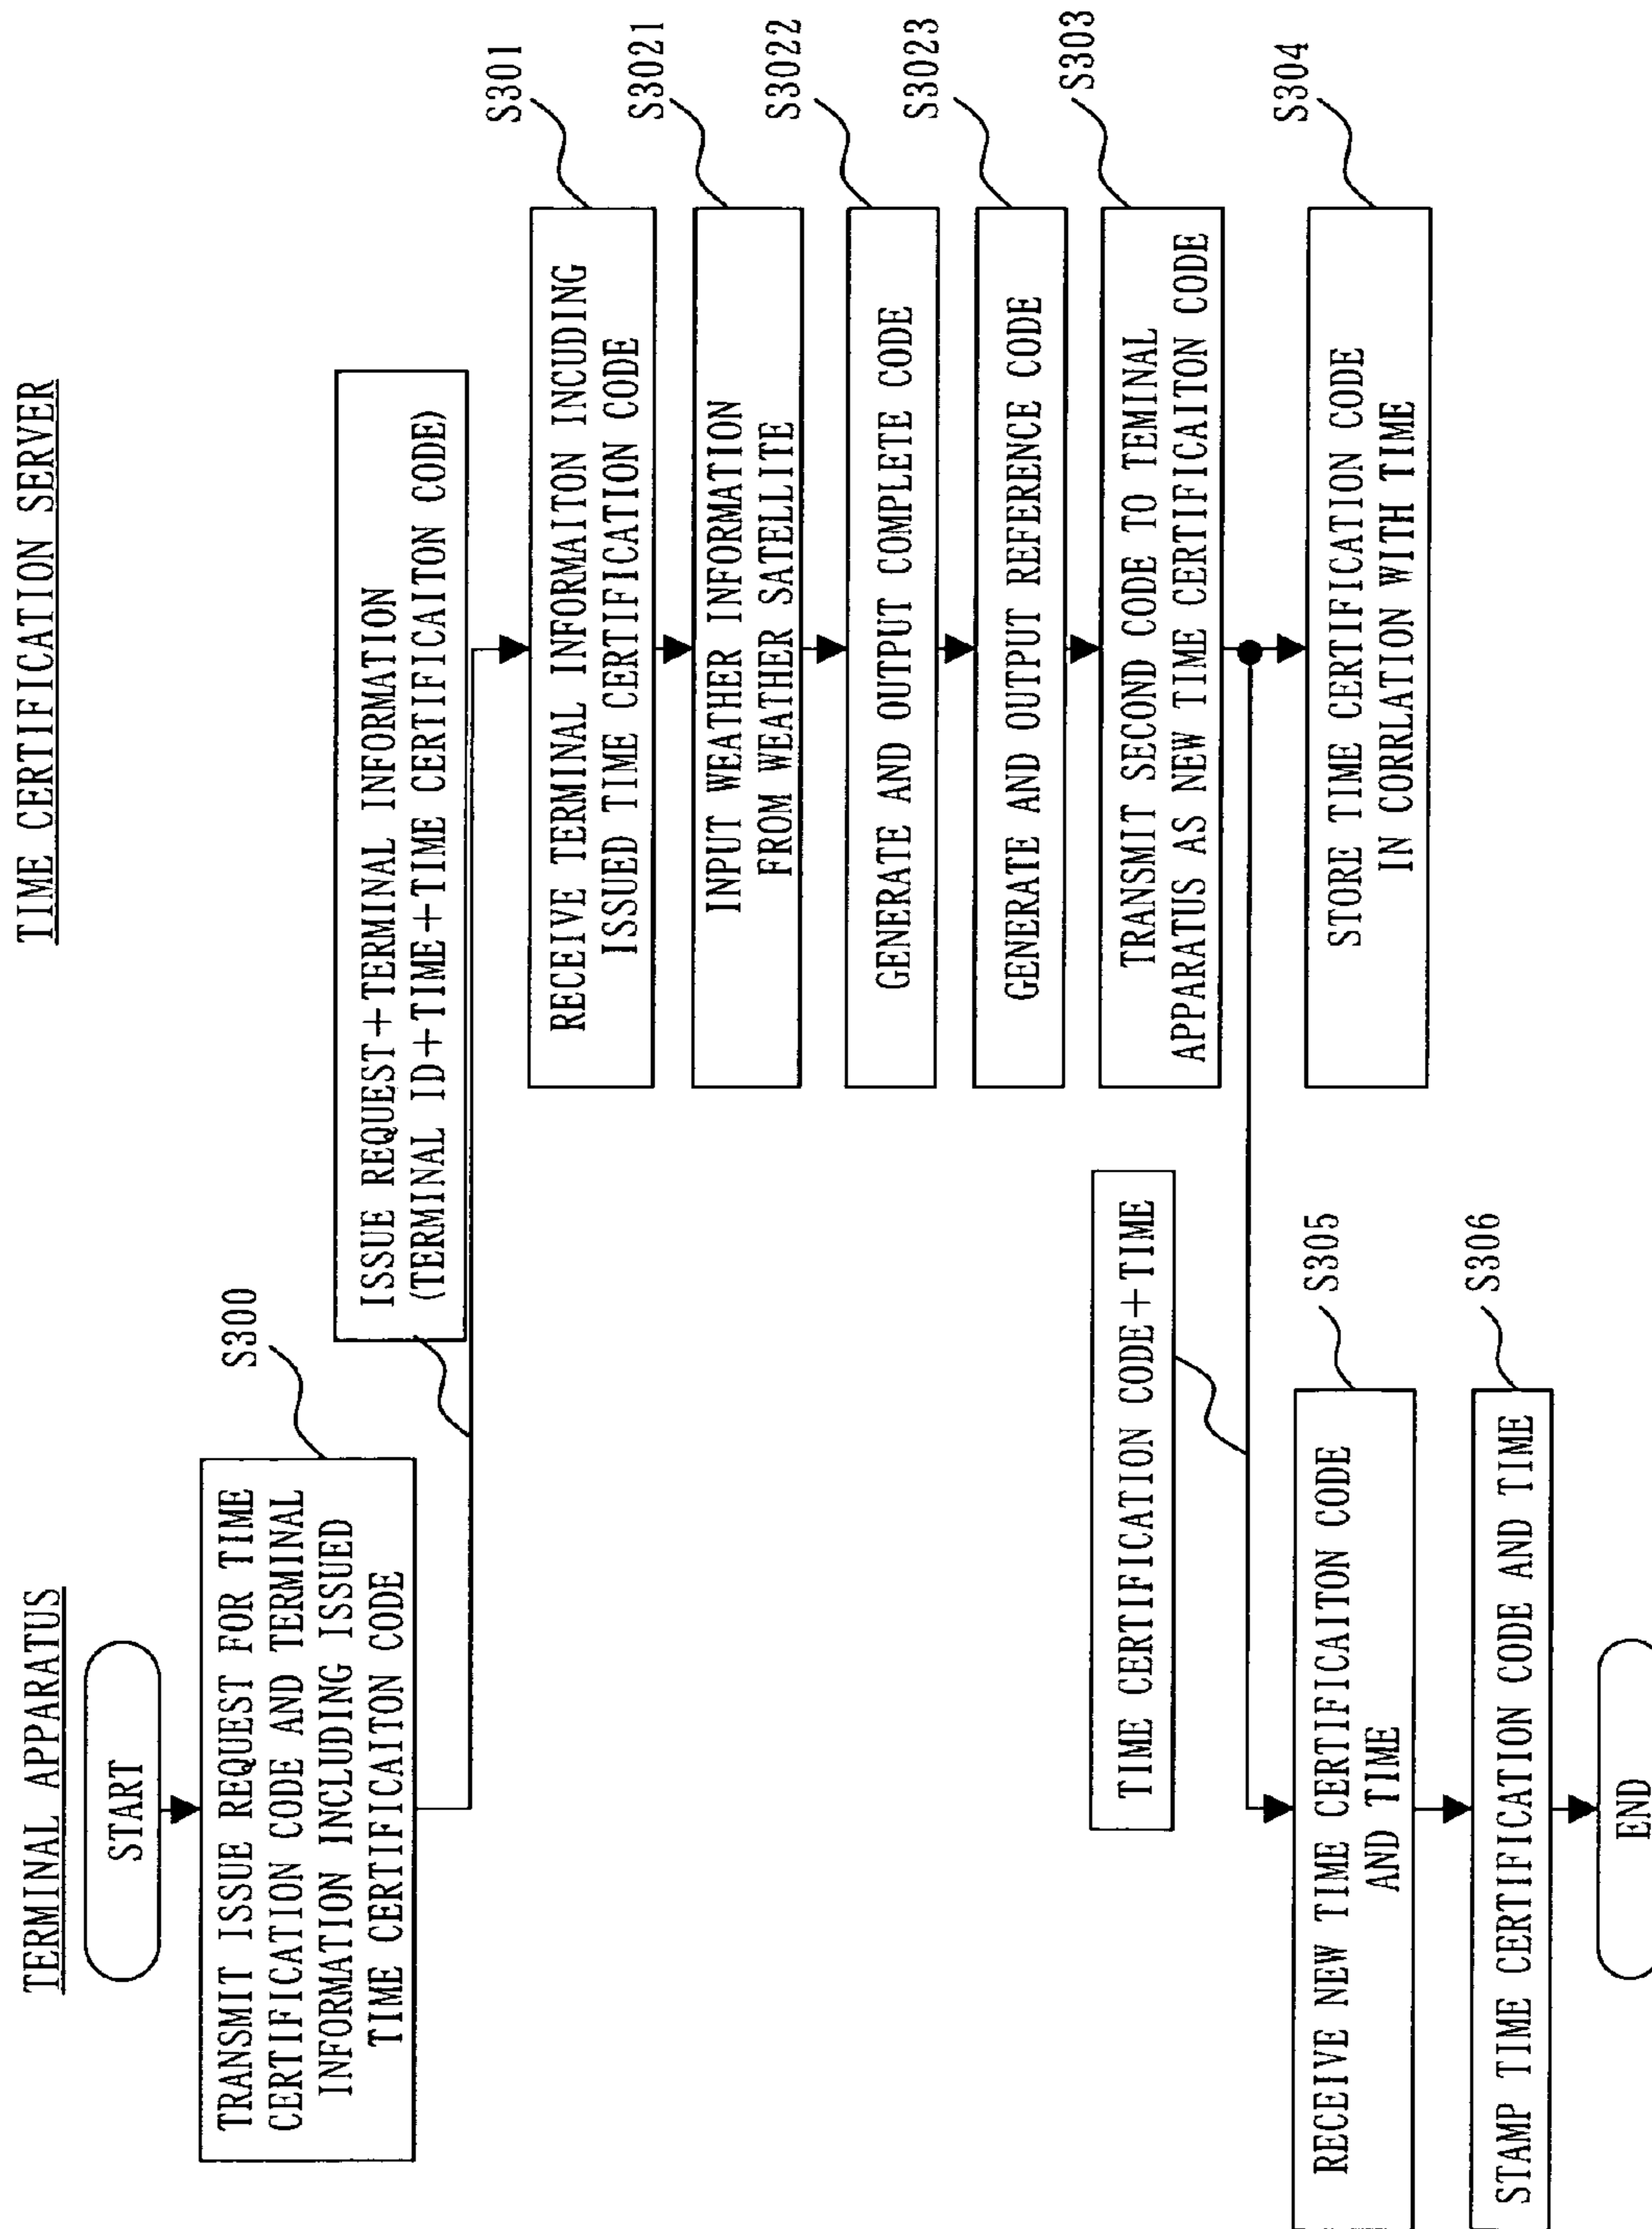 TERMINAL APPARATUS
TIME CERTIFICATION SERVER
START
S300
TRANSMIT ISSUE REQUEST FOR TIME
CERTIFICATION CODE AND TERMINAL
INFORMATION INCLUDING ISSUED
TIME CERTIFICAITON CODE
ISSUE REQUEST+TERMINAL INFORMATION
(TERMINAL ID+TIME+TIME CERTIFICAITON CODE)
S301
RECEIVE TERMINAL INFORMAITON INCUDING
ISSUED TIME CERTIFICATION CODE
S3021
INPUT WEATHER INFORMATION
FROM WEATHER SATELLITE
S3022
GENERATE AND OUTPUT COMPLETE CODE
S3023
GENERATE AND OUTPUT REFERENCE CODE
S303
TRANSMIT SECOND CODE TO TEMINAL
APPARATUS AS NEW TIME CERTIFICAITON CODE
TIME CERTIFICATION CODE+TIME
S304
STORE TIME CERTIFICATION CODE
IN CORRLATION WITH TIME
S305
RECEIVE NEW TIME CERTIFICAITON CODE
AND TIME
S306
STAMP TIME CERTIFICATION CODE AND TIME
END